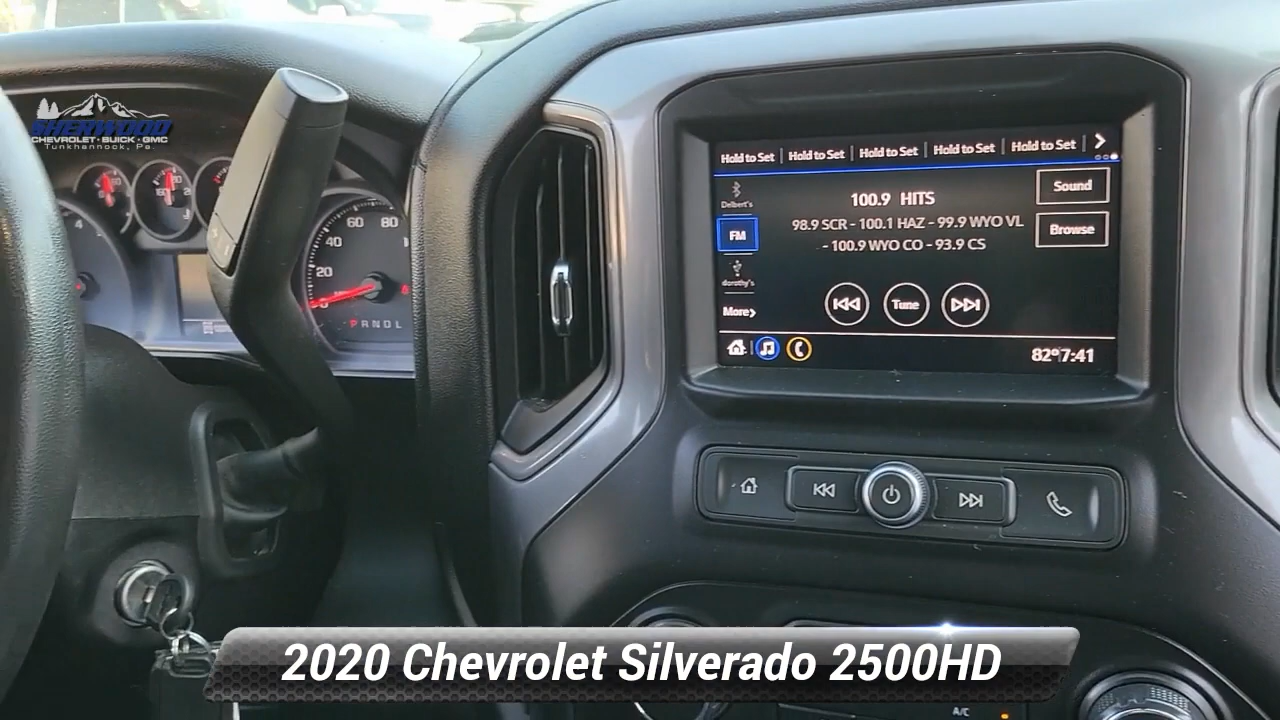 SHERWOOD
CHEVROLET • BUICK • GMC
Tunkhannock, Pa.
4
20
40
60
80
P R N D L
Hold to Set Hold to Set Hold to Set Hold to Set Hold to Set
Delbert's
FM
dorothy's
More
100.9 HITS
98.9 SCR - 100.1 HAZ - 99.9 WYO VL
- 100.9 WYO CO - 93.9 CS
Sound
Browse
Tune
82° 7:41
A/C
2020 Chevrolet Silverado 2500HD